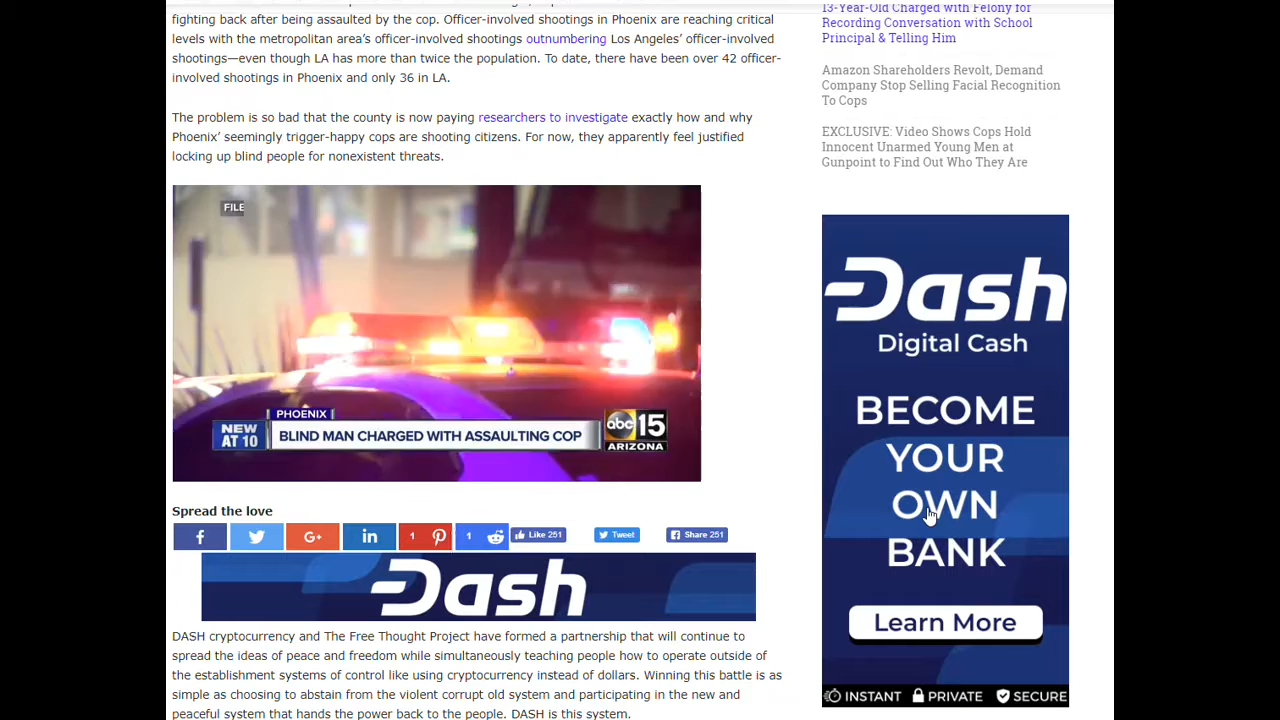 fighting back after being assaulted by the cop. Officer-involved shootings in Phoenix are reaching critical
levels with the metropolitan area's officer-involved shootings outnumbering Los Angeles' officer-involved
shootings—even though LA has more than twice the population. To date, there have been over 42 officer-
involved shootings in Phoenix and only 36 in LA.
The problem is so bad that the county is now paying researchers to investigate exactly how and why
Phoenix' seemingly trigger-happy cops are shooting citizens. For now, they apparently feel justified
locking up blind people for nonexistent threats.
FILE
PHOENIX
NEW
AT 10
BLIND MAN CHARGED WITH ASSAULTING COP
abc 15
ARIZONA
Spread the love
f
G+
in
1
1
Like 251
Tweet
Share 251
Dash
DASH cryptocurrency and The Free Thought Project have formed a partnership that will continue to
spread the ideas of peace and freedom while simultaneously teaching people how to operate outside of
the establishment systems of control like using cryptocurrency instead of dollars. Winning this battle is as
simple as choosing to abstain from the violent corrupt old system and participating in the new and
peaceful system that hands the power back to the people. DASH is this system.
13-Year-Old Charged with Felony for
Recording Conversation with School
Principal & Telling Him
Amazon Shareholders Revolt, Demand
Company Stop Selling Facial Recognition
To Cops
EXCLUSIVE: Video Shows Cops Hold
Innocent Unarmed Young Men at
Gunpoint to Find Out Who They Are
Dash
Digital Cash
BECOME
YOUR
OWN
BANK
Learn More
INSTANT PRIVATE SECURE